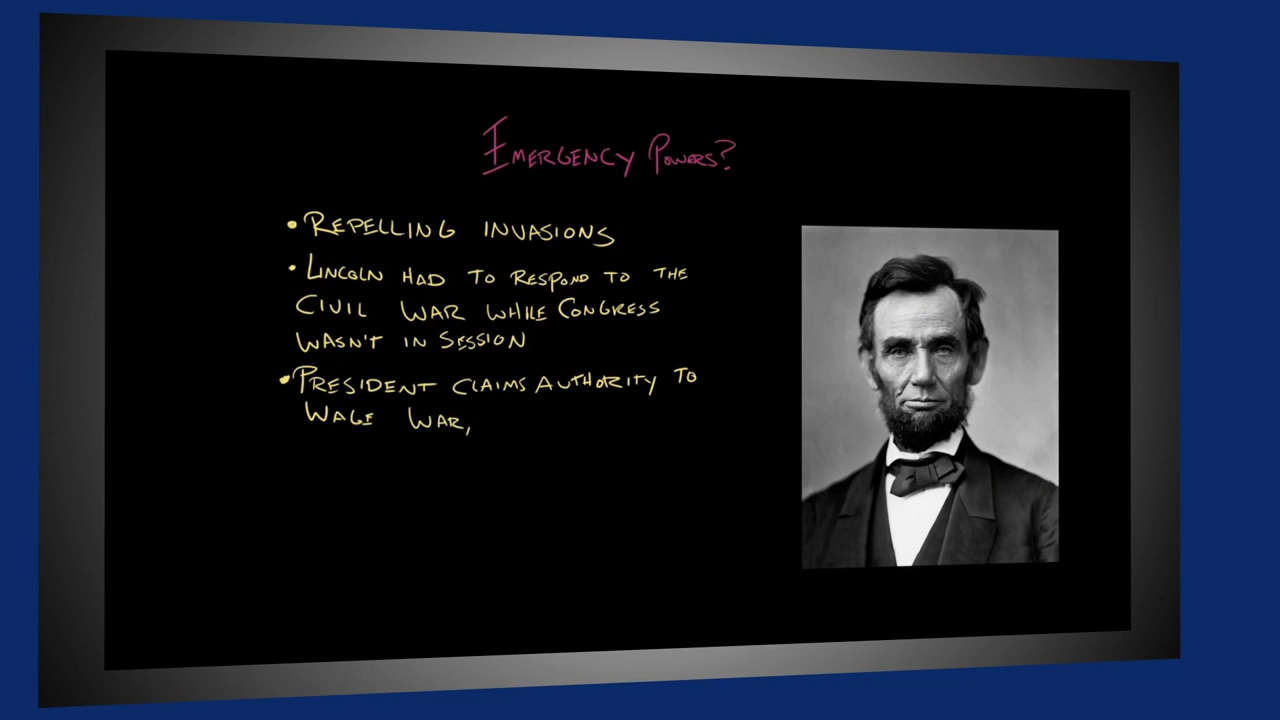 Emergency Powers?
• Repelling invasions
• Lincoln had to respond to the
Civil War while Congress
wasn't in session
• President claims authority to
wage war,